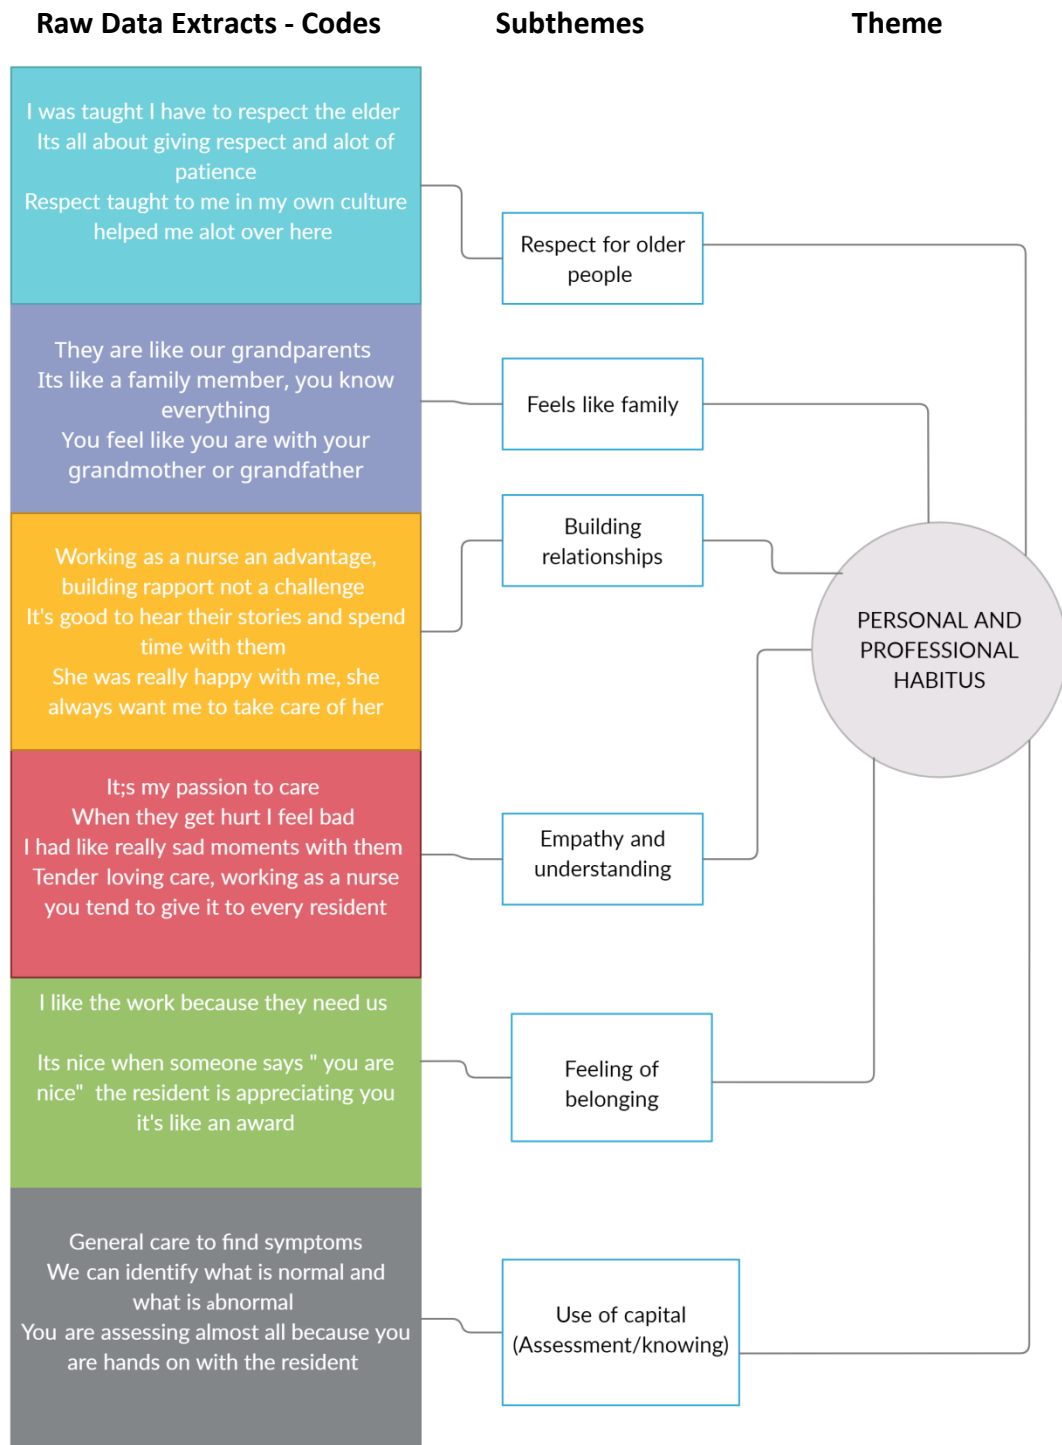 Raw Data Extracts - Codes
Subthemes
Theme
I was taught I have to respect the elder
Its all about giving respect and alot of
patience
Respect taught to me in my own culture
helped me alot over here
Respect for older
people
They are like our grandparents
Its like a family member, you know
everything
You feel like you are with your
grandmother or grandfather
Feels like family
Working as a nurse an advantage,
building rapport not a challenge
It's good to hear their stories and spend
time with them
She was really happy with me, she
always want me to take care of her
Building
relationships
PERSONAL AND
PROFESSIONAL
HABITUS
It;s my passion to care
When they get hurt I feel bad
I had like really sad moments with them
Tender loving care, working as a nurse
you tend to give it to every resident
Empathy and
understanding
I like the work because they need us
Its nice when someone says " you are
nice"  the resident is appreciating you
it's like an award
Feeling of
belonging
General care to find symptoms
We can identify what is normal and
what is abnormal
You are assessing almost all because you
are hands on with the resident
Use of capital
(Assessment/knowing)